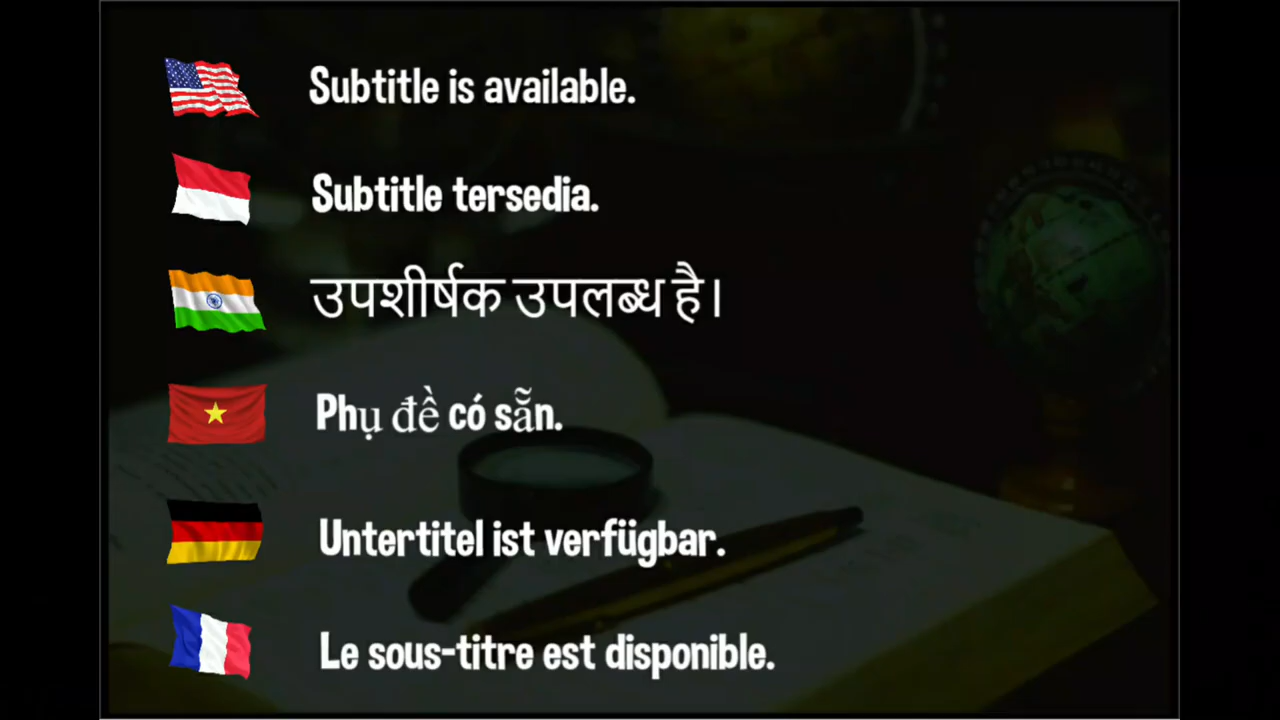 Subtitle is available.
Subtitle tersedia.
उपशीर्षक उपलब्ध है।
Phụ đề có sẵn.
Untertitel ist verfügbar.
Le sous-titre est disponible.